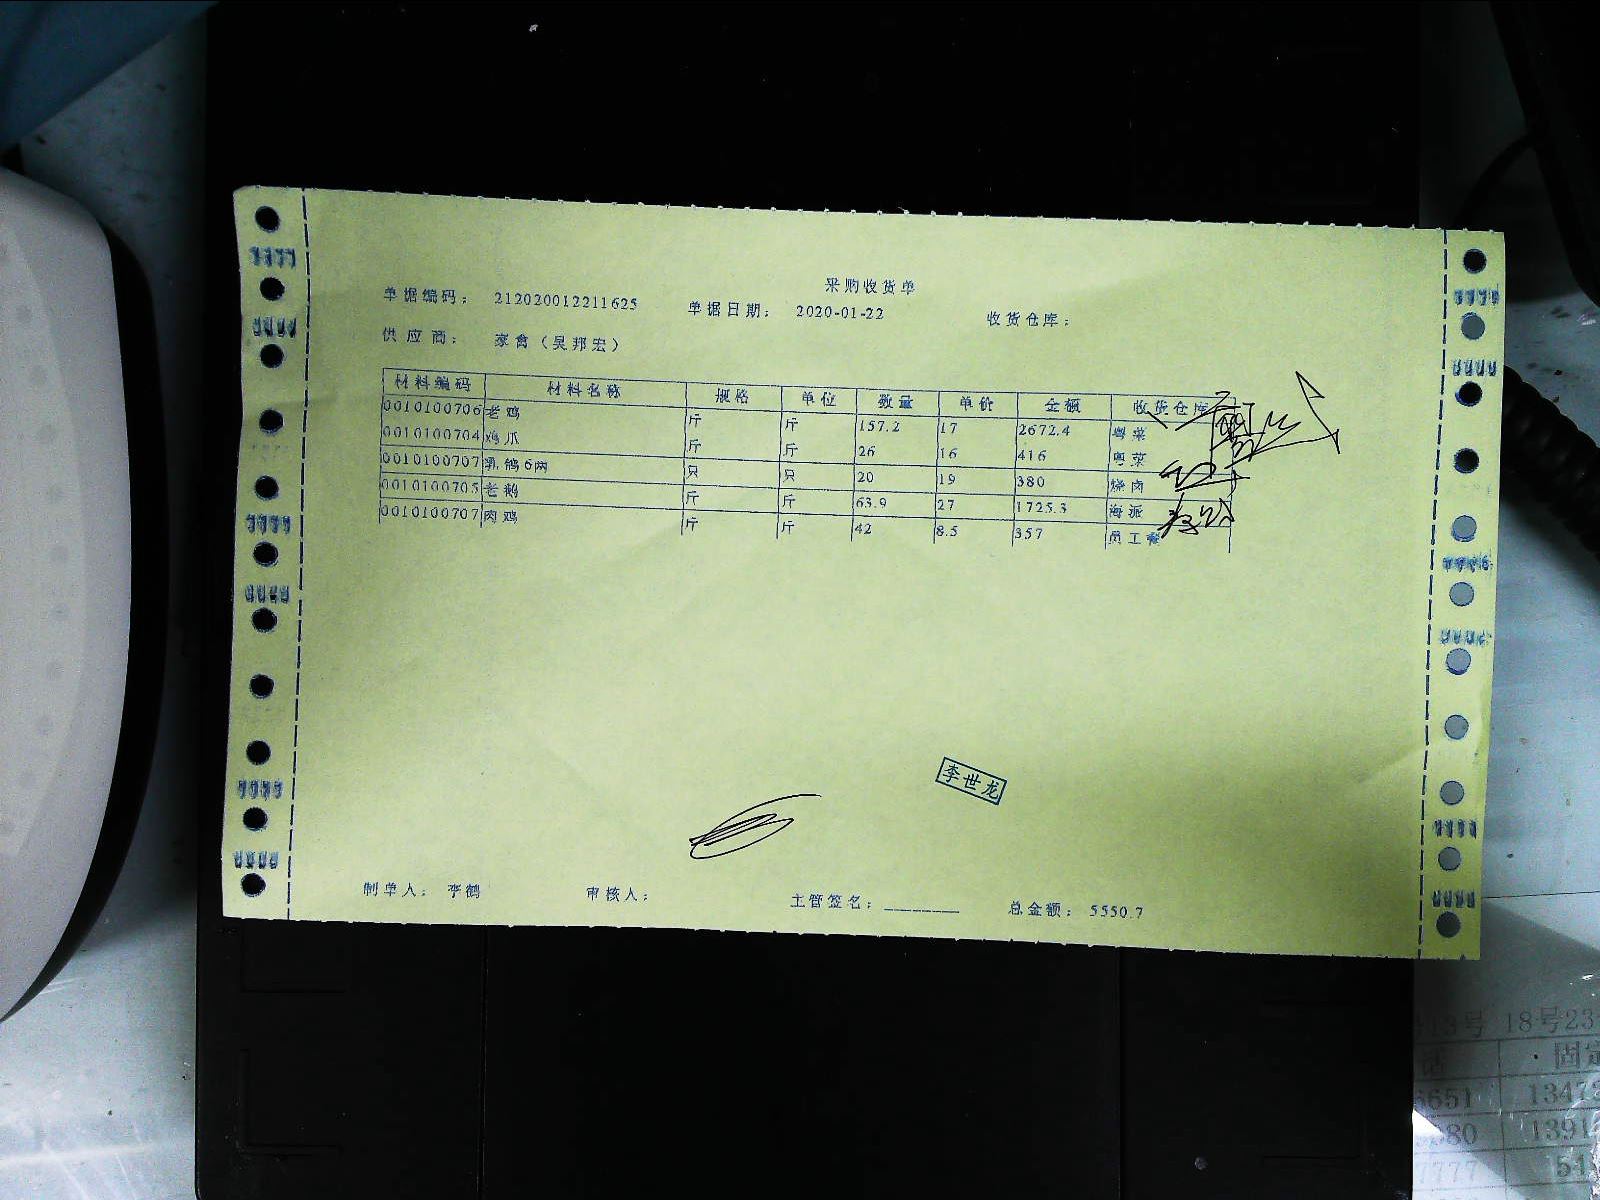 采购收货单
单据编码： 212020012211625 单据日期： 2020-01-22 收货仓库：
供应商： 家禽（吴邦宏）
材料编码 材料名称 规格 单位 数量 单价 金额 收货仓库
0010100706 老鸡 斤 斤 157.2 17 2672.4 粤菜
0010100704 鸡爪 斤 斤 26 16 416 粤菜
0010100707 乳鸽6两 只 只 20 19 380 烧卤
0010100705 老鹅 斤 斤 63.9 27 1725.3 海派
0010100707 肉鸡 斤 斤 42 8.5 357 员工餐
李世龙
制单人： 李鹤 审核人： 主管签名：________ 总金额： 5550.7
18号23
固定
6651 1347
1391
7777 51